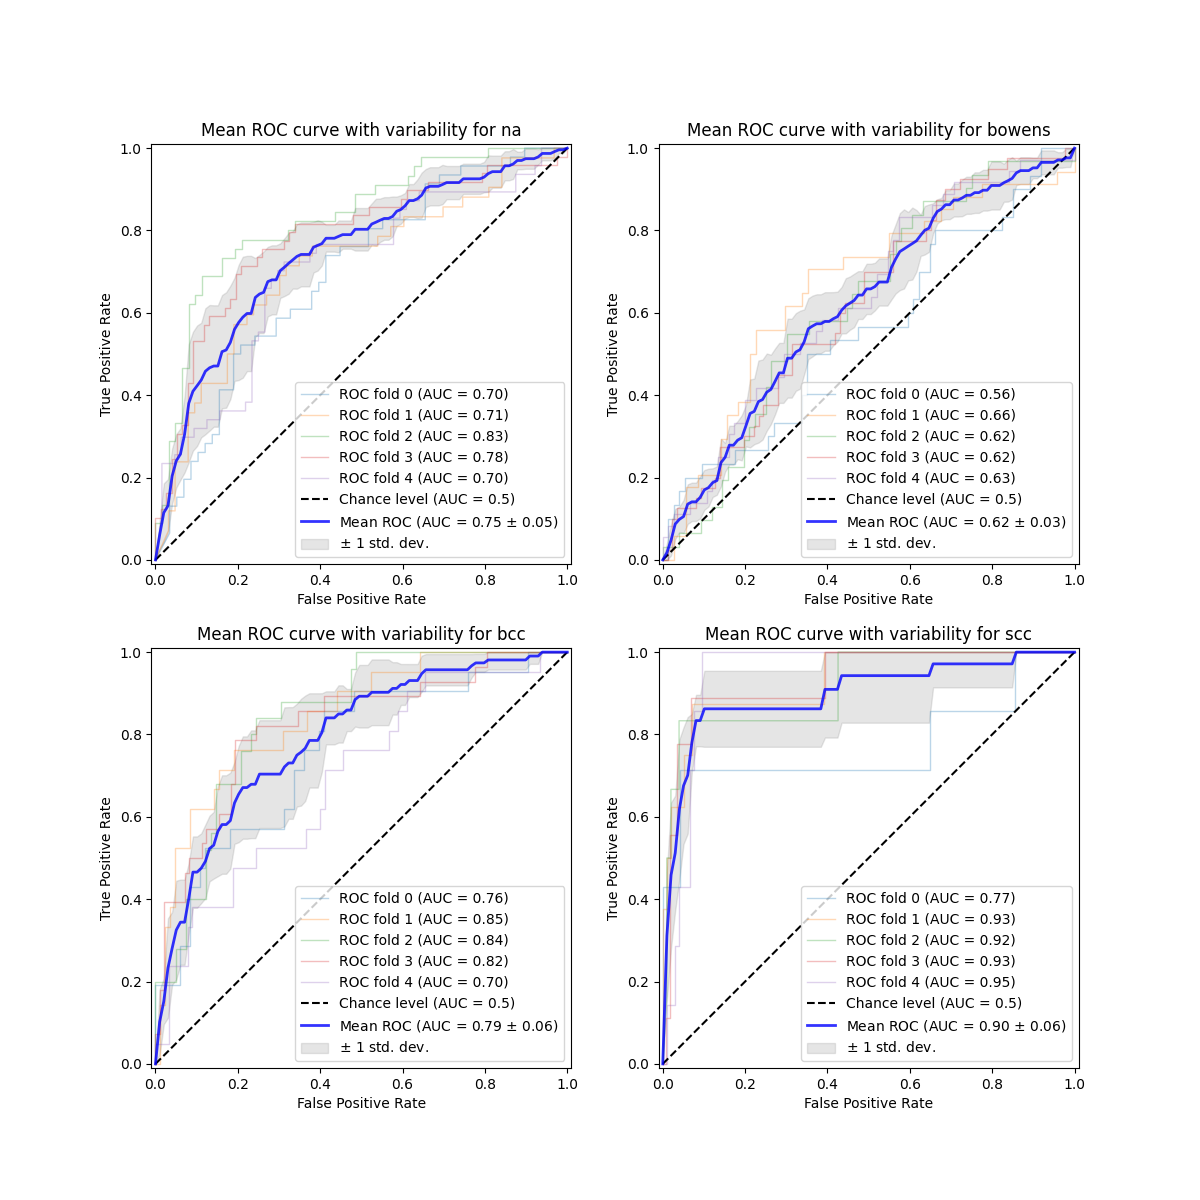 Mean ROC curve with variability for na
1.0
0.8
0.6
0.4
0.2
0.0
True Positive Rate
ROC fold 0 (AUC = 0.70)
ROC fold 1 (AUC = 0.71)
ROC fold 2 (AUC = 0.83)
ROC fold 3 (AUC = 0.78)
ROC fold 4 (AUC = 0.70)
Chance level (AUC = 0.5)
Mean ROC (AUC = 0.75 ± 0.05)
± 1 std. dev.
0.0 0.2 0.4 0.6 0.8 1.0
False Positive Rate
Mean ROC curve with variability for bowens
1.0
0.8
0.6
0.4
0.2
0.0
True Positive Rate
ROC fold 0 (AUC = 0.56)
ROC fold 1 (AUC = 0.66)
ROC fold 2 (AUC = 0.62)
ROC fold 3 (AUC = 0.62)
ROC fold 4 (AUC = 0.63)
Chance level (AUC = 0.5)
Mean ROC (AUC = 0.62 ± 0.03)
± 1 std. dev.
0.0 0.2 0.4 0.6 0.8 1.0
False Positive Rate
Mean ROC curve with variability for bcc
1.0
0.8
0.6
0.4
0.2
0.0
True Positive Rate
ROC fold 0 (AUC = 0.76)
ROC fold 1 (AUC = 0.85)
ROC fold 2 (AUC = 0.84)
ROC fold 3 (AUC = 0.82)
ROC fold 4 (AUC = 0.70)
Chance level (AUC = 0.5)
Mean ROC (AUC = 0.79 ± 0.06)
± 1 std. dev.
0.0 0.2 0.4 0.6 0.8 1.0
False Positive Rate
Mean ROC curve with variability for scc
1.0
0.8
0.6
0.4
0.2
0.0
True Positive Rate
ROC fold 0 (AUC = 0.77)
ROC fold 1 (AUC = 0.93)
ROC fold 2 (AUC = 0.92)
ROC fold 3 (AUC = 0.93)
ROC fold 4 (AUC = 0.95)
Chance level (AUC = 0.5)
Mean ROC (AUC = 0.90 ± 0.06)
± 1 std. dev.
0.0 0.2 0.4 0.6 0.8 1.0
False Positive Rate